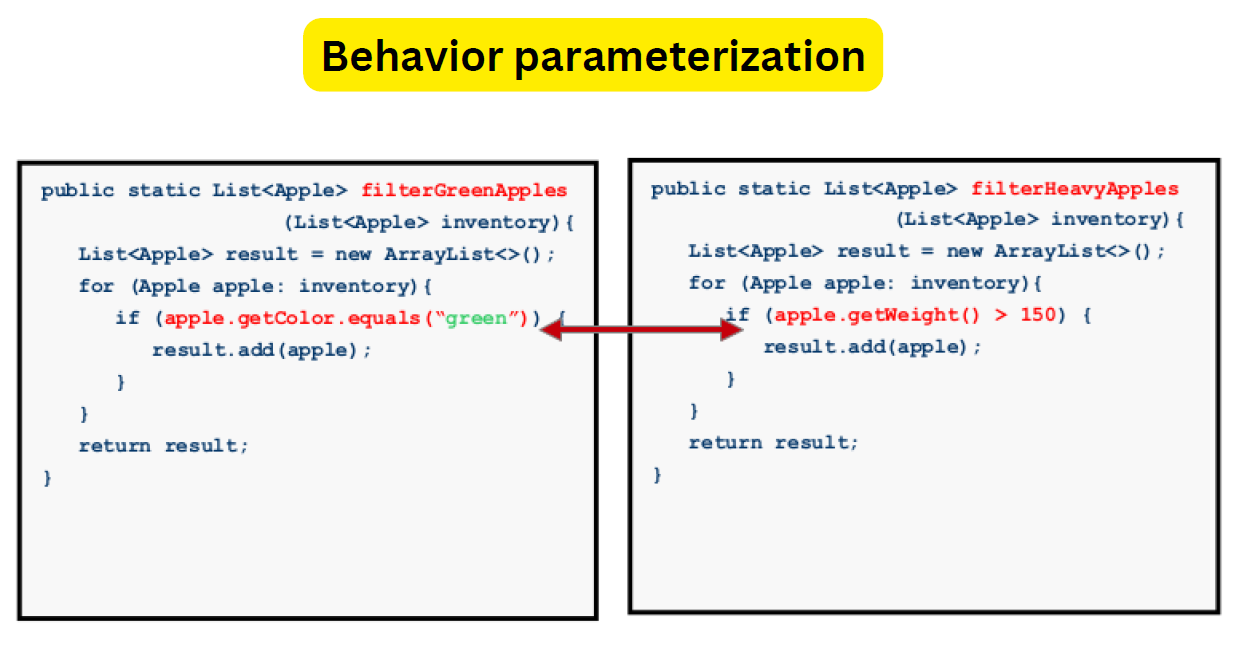 Behavior parameterization
public static List<Apple> filterGreenApples
(List<Apple> inventory){
List<Apple> result = new ArrayList<>();
for (Apple apple: inventory){
if (apple.getColor.equals(“green”)) {
result.add(apple);
}
}
return result;
}
public static List<Apple> filterHeavyApples
(List<Apple> inventory){
List<Apple> result = new ArrayList<>();
for (Apple apple: inventory){
if (apple.getWeight() > 150) {
result.add(apple);
}
}
return result;
}